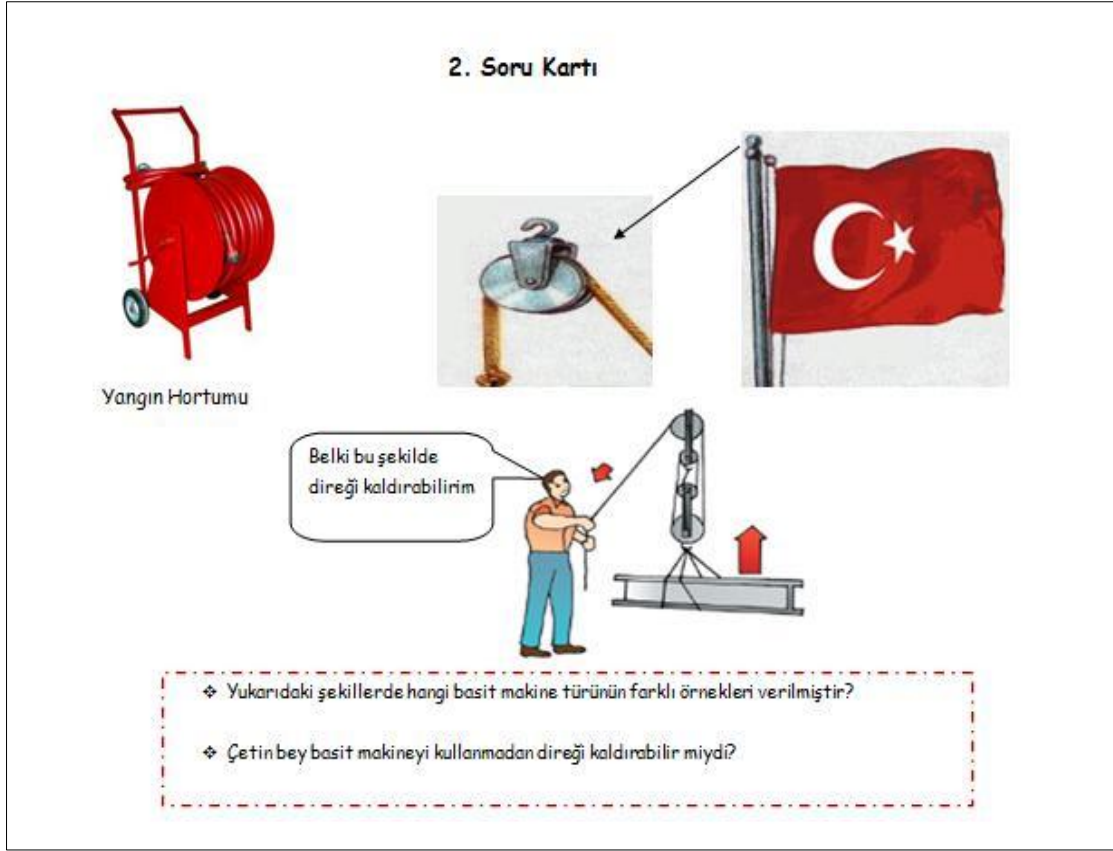 2. Soru Kartı
Yangın Hortumu
Belki bu şekilde
direği kaldırabilirim
❖ Yukarıdaki şekillerde hangi basit makine türünün farklı örnekleri verilmiştir?
❖ Çetin bey basit makineyi kullanmadan direği kaldırabilir miydi?